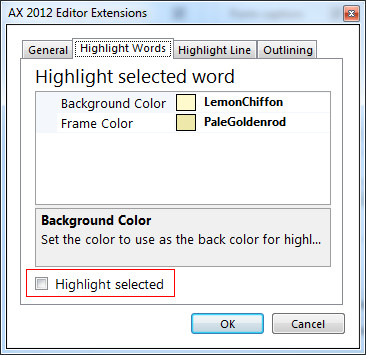 AX 2012 Editor Extensions
General Highlight Words Highlight Line Outlining
Highlight selected word
Background Color LemonChiffon
Frame Color PaleGoldenrod
Background Color
Set the color to use as the back color for highl...
Highlight selected
OK Cancel